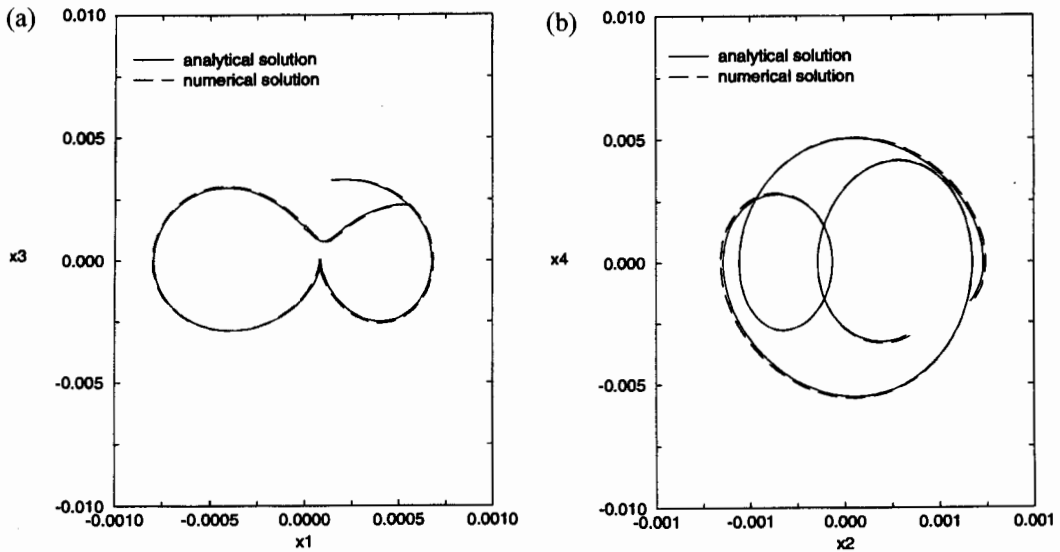 (a)
0.010
analytical solution
numerical solution
0.005
x3
0.000
-0.005
-0.010
-0.0010
-0.0005
0.0000
0.0005
0.0010
x1
(b)
0.010
analytical solution
numerical solution
0.005
x4
0.000
-0.005
-0.010
-0.001
-0.001
0.000
0.001
0.001
x2